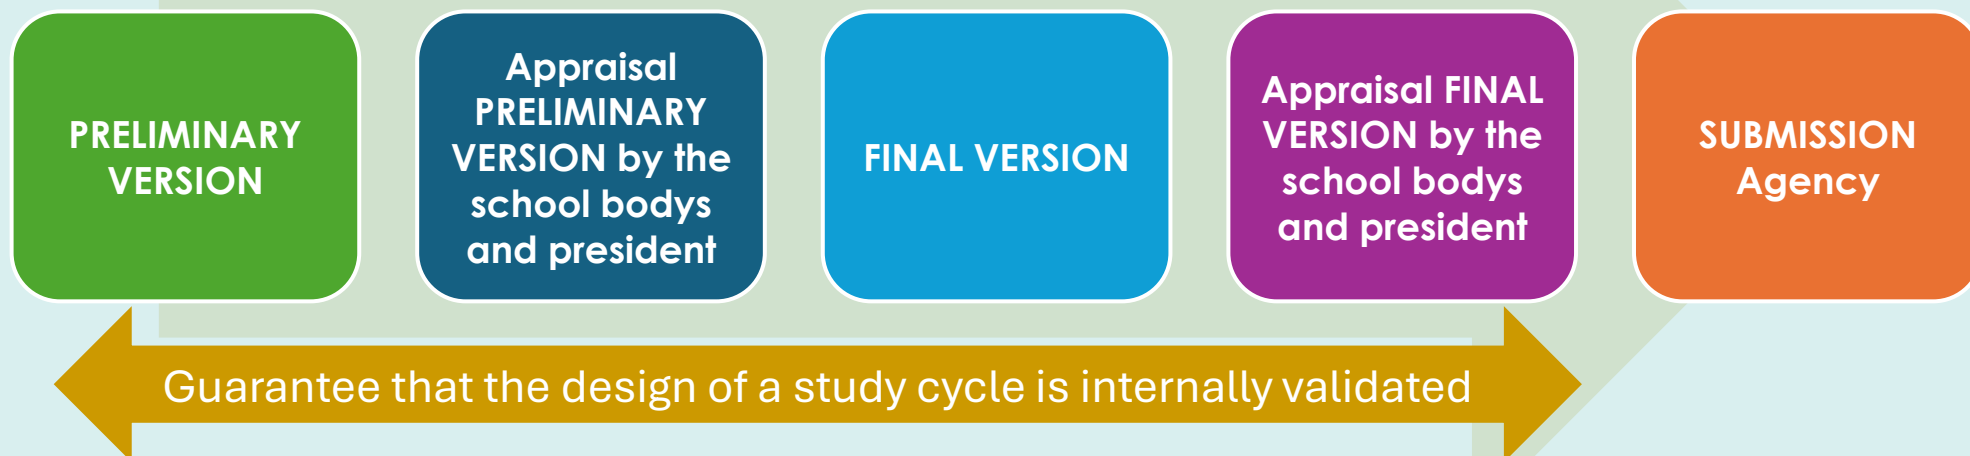 PRELIMINARY
VERSION
Appraisal
PRELIMINARY
VERSION by the
school bodys
and president
FINAL VERSION
Appraisal FINAL
VERSION by the
school bodys
and president
SUBMISSION
Agency
Guarantee that the design of a study cycle is internally validated